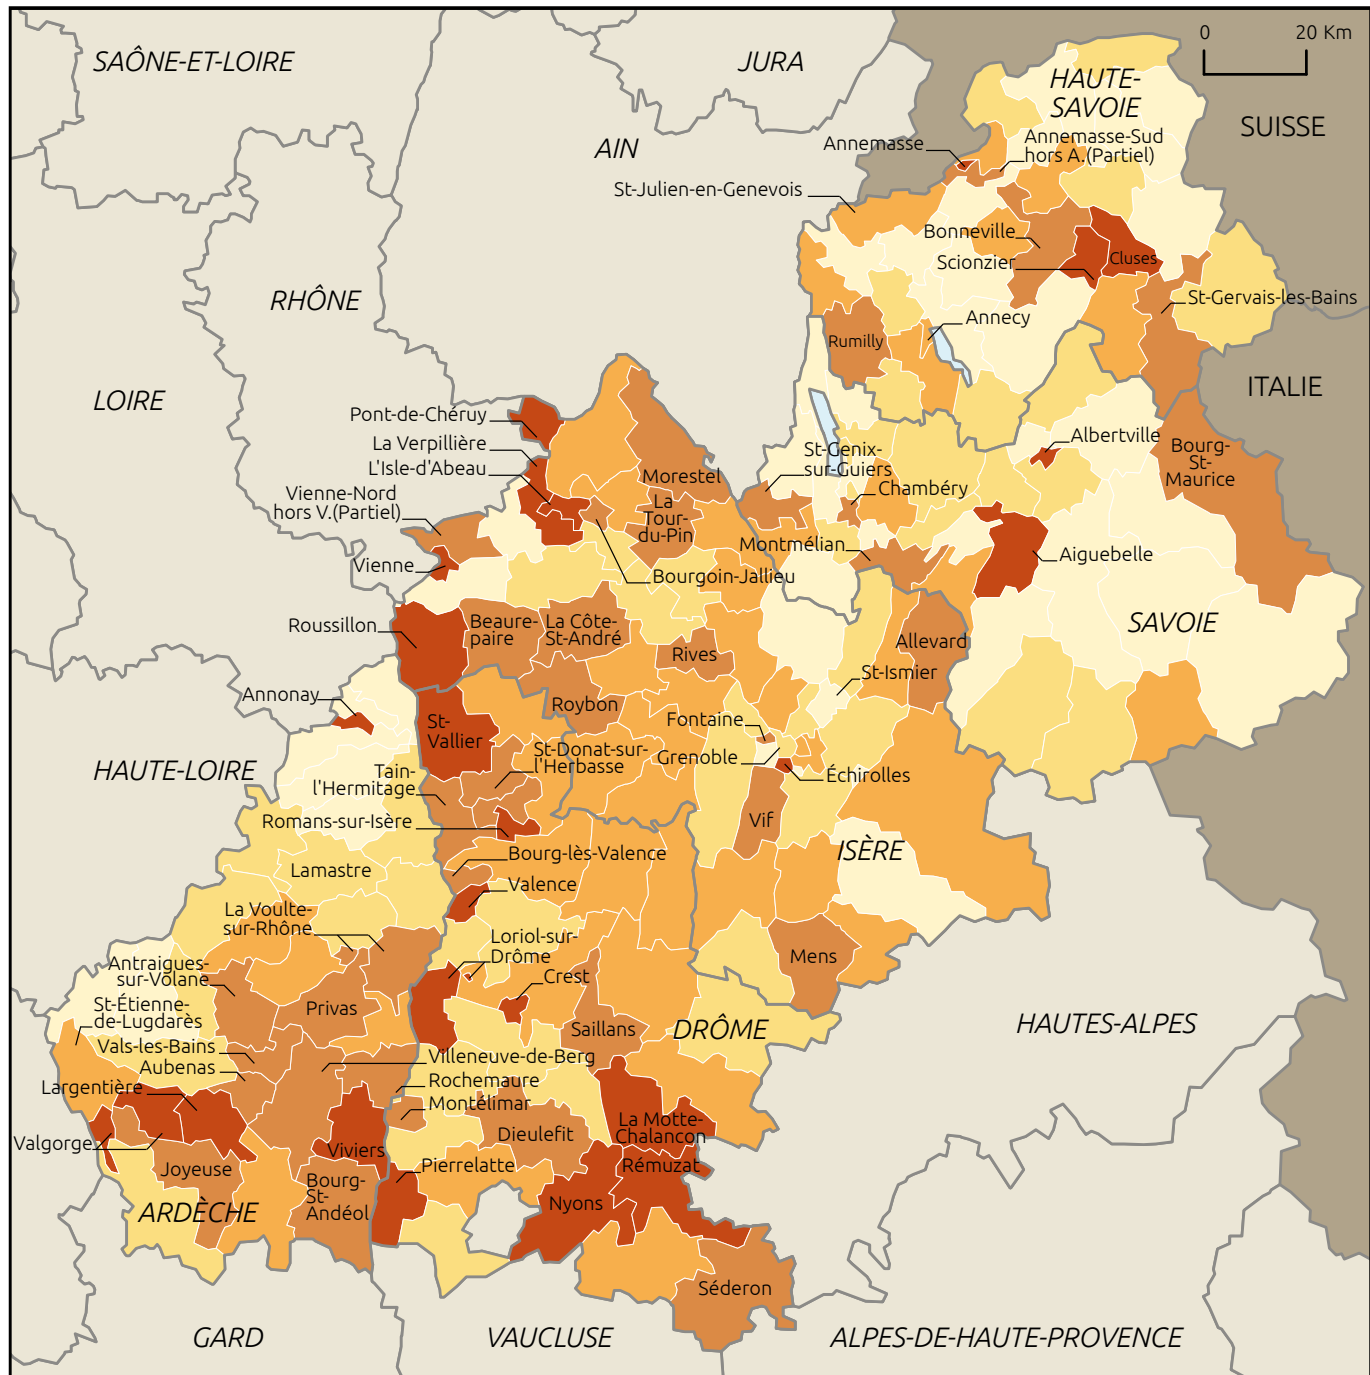 0
20 Km
SAÔNE-ET-LOIRE
JURA
HAUTE-
SAVOIE
SUISSE
Annemasse
Annemasse-Sud
hors A.(Partiel)
AIN
St-Julien-en-Genevois
Bonneville
Scionzier
Cluses
RHÔNE
St-Gervais-les-Bains
Annecy
Rumilly
ITALIE
LOIRE
Pont-de-Chéruy
La Verpillière
L'Isle-d'Abeau
Albertville
Bourg-
St-
Maurice
St-Genix-
sur-Guiers
Morestel
Chambéry
Vienne-Nord
hors V.(Partiel)
La
Tour-
du-Pin
Montmélian
Aiguebelle
Vienne
Bourgoin-Jallieu
Roussillon
Beaure-
paire
La Côte-
St-André
SAVOIE
Allevard
Rives
St-Ismier
Annonay
Roybon
Fontaine
St-
Vallier
Grenoble
St-Donat-sur-
l'Herbasse
HAUTE-LOIRE
Tain-
l'Hermitage
Échirolles
Romans-sur-Isère
Vif
ISÈRE
Bourg-lès-Valence
Lamastre
Valence
La Voulte-
sur-Rhône
Loriol-sur-
Drôme
Mens
Antraigues-
sur-Volane
Crest
St-Étienne-
de-Lugdarès
Privas
Saillans
DRÔME
HAUTES-ALPES
Vals-les-Bains
Villeneuve-de-Berg
Aubenas
Rochemaure
Largentière
Montélimar
La Motte-
Chalancon
Dieulefit
Valgorge
Viviers
Joyeuse
Pierrelatte
Rémuzat
Bourg-
St-
Andéol
Nyons
ARDÈCHE
Séderon
GARD
VAUCLUSE
ALPES-DE-HAUTE-PROVENCE